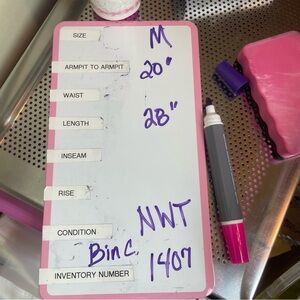 SIZE M
ARMPIT TO ARMPIT 20"
WAIST
LENGTH 28"
INSEAM
RISE
CONDITION NWT
Bin C.
INVENTORY NUMBER 1407